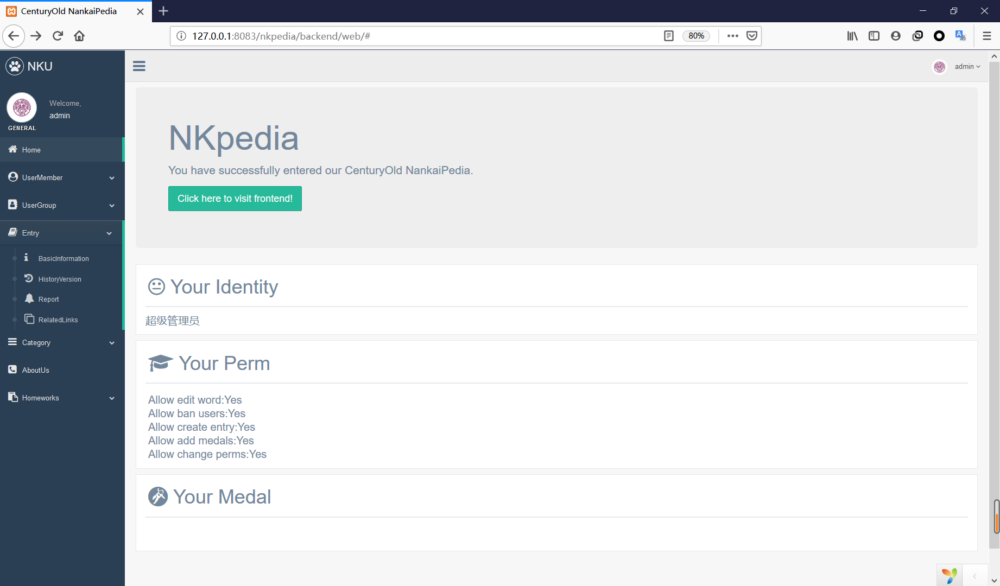 CenturyOld NankaiPedia
127.0.0.1:8083/nkpedia/backend/web/#
80%
NKU
admin
Welcome,
admin
GENERAL
Home
UserMember
UserGroup
Entry
BasicInformation
HistoryVersion
Report
RelatedLinks
Category
AboutUs
Homeworks
NKpedia
You have successfully entered our CenturyOld NankaiPedia.
Click here to visit frontend!
Your Identity
超级管理员
Your Perm
Allow edit word:Yes
Allow ban users:Yes
Allow create entry:Yes
Allow add medals:Yes
Allow change perms:Yes
Your Medal